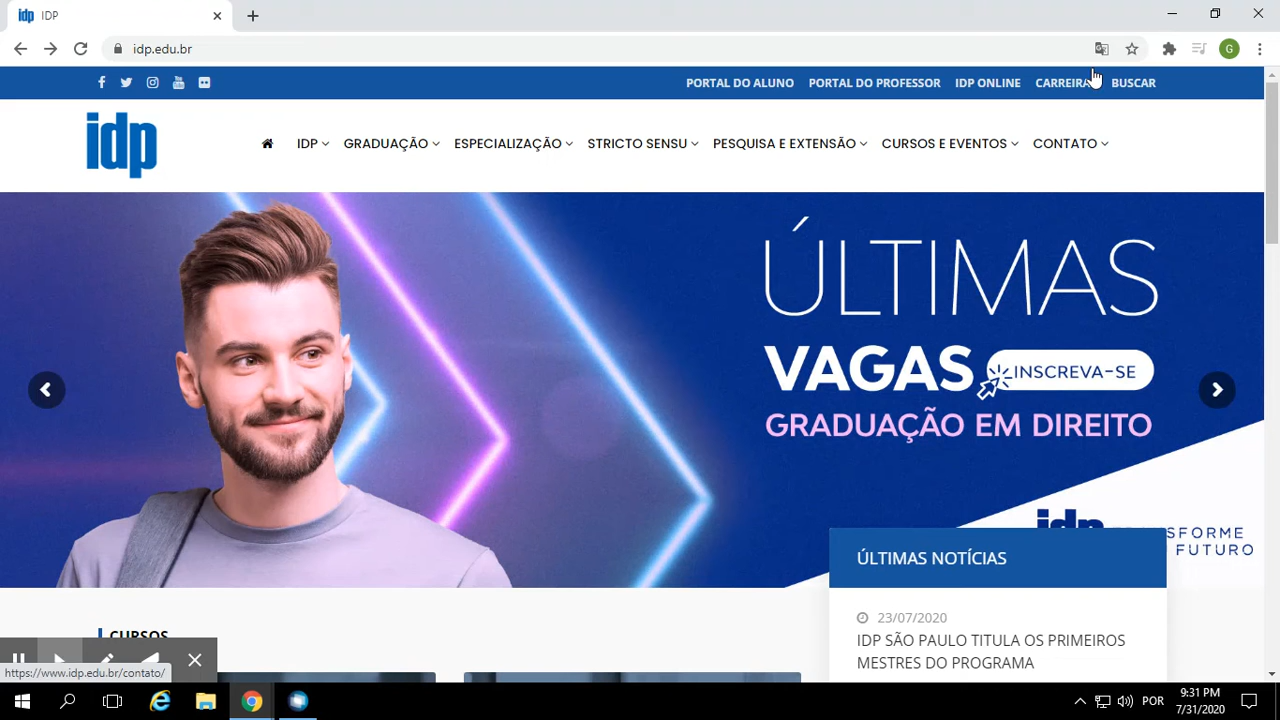 idp IDP
idp.edu.br
G
PORTAL DO ALUNO PORTAL DO PROFESSOR IDP ONLINE BUSCAR
idp
IDP GRADUAÇÃO ESPECIALIZAÇÃO STRICTO SENSU PESQUISA E EXTENSÃO CURSOS E EVENTOS CONTATO
ÚLTIMAS
VAGAS INSCREVA-SE
GRADUAÇÃO EM DIREITO
idp
FUTURO
ÚLTIMAS NOTÍCIAS
23/07/2020
IDP SÃO PAULO TITULA OS PRIMEIROS
MESTRES DO PROGRAMA
CURSOS
https://www.idp.edu.br/contato/
POR
9:31 PM
7/31/2020